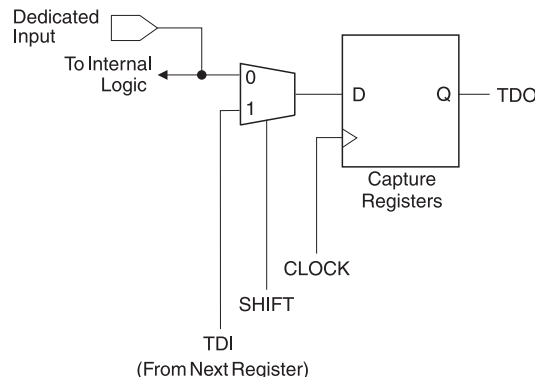 Dedicated
Input
To Internal
Logic
0
1
D
Q
TDO
Capture
Registers
CLOCK
SHIFT
TDI
(From Next Register)